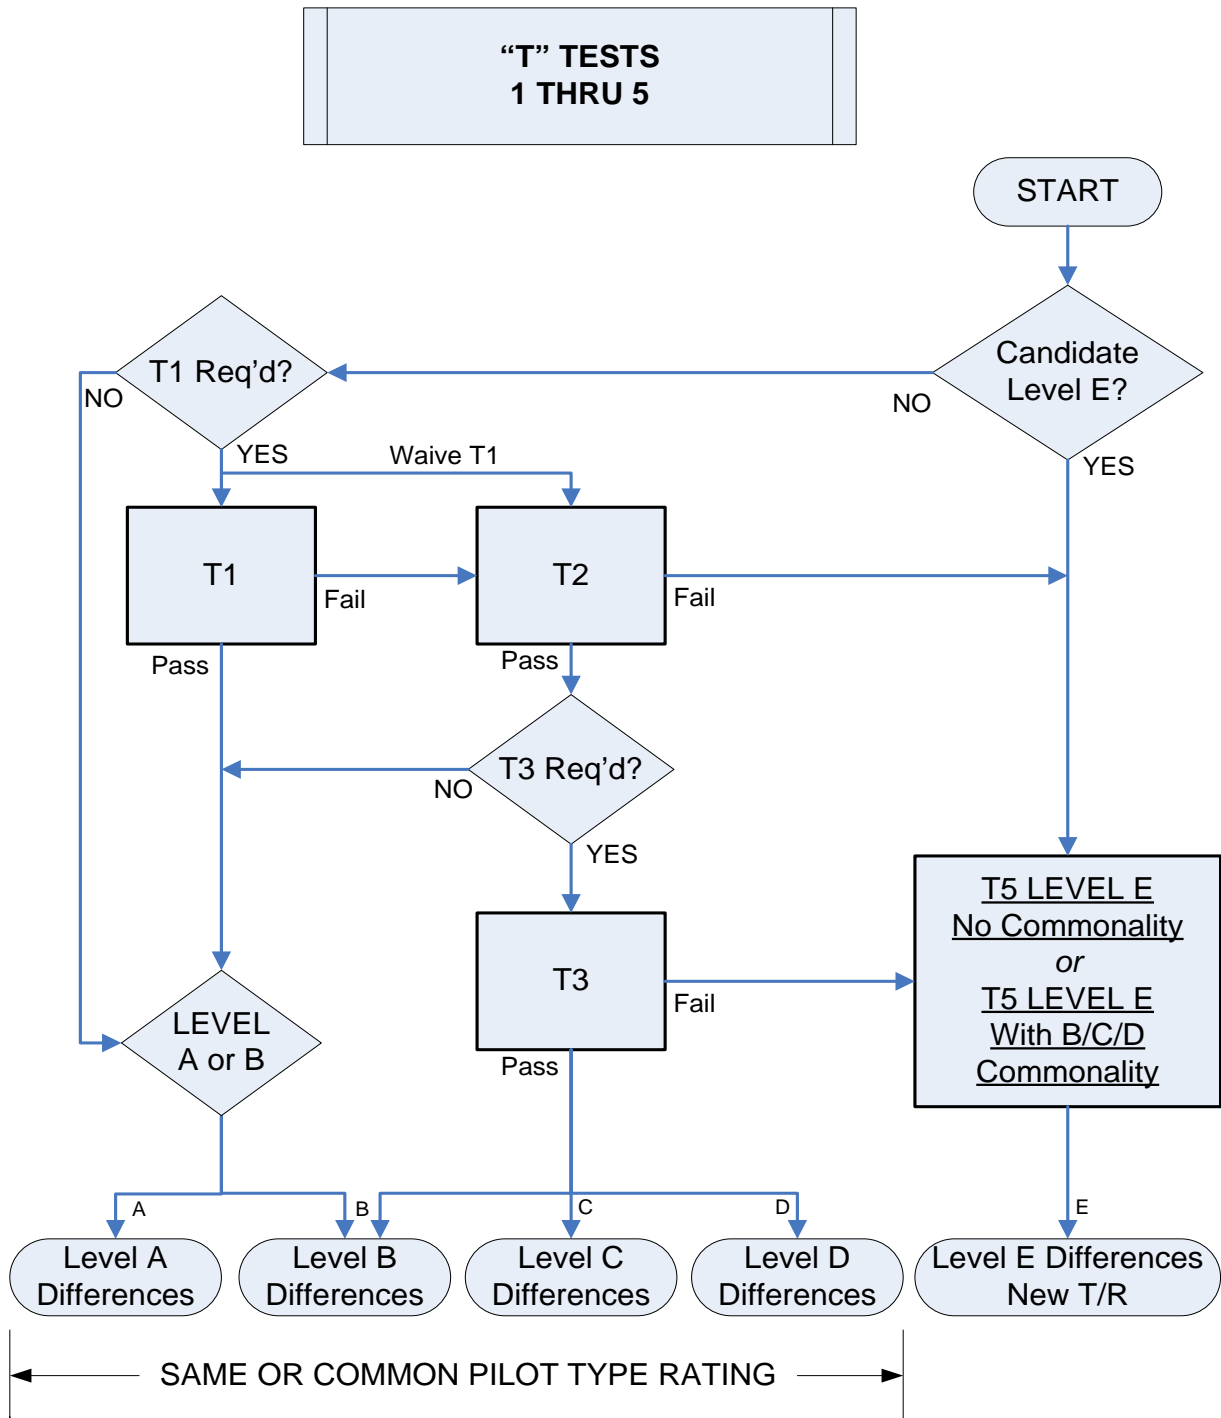 “T” TESTS
1 THRU 5
START
Candidate
Level E?
NO
YES
T1 Req’d?
NO
YES
Waive T1
T1
Fail
Pass
T2
Fail
Pass
T3 Req’d?
NO
YES
T3
Fail
Pass
T5 LEVEL E
No Commonality
or
T5 LEVEL E
With B/C/D
Commonality
LEVEL
A or B
A
B
C
D
E
Level A
Differences
Level B
Differences
Level C
Differences
Level D
Differences
Level E Differences
New T/R
SAME OR COMMON PILOT TYPE RATING